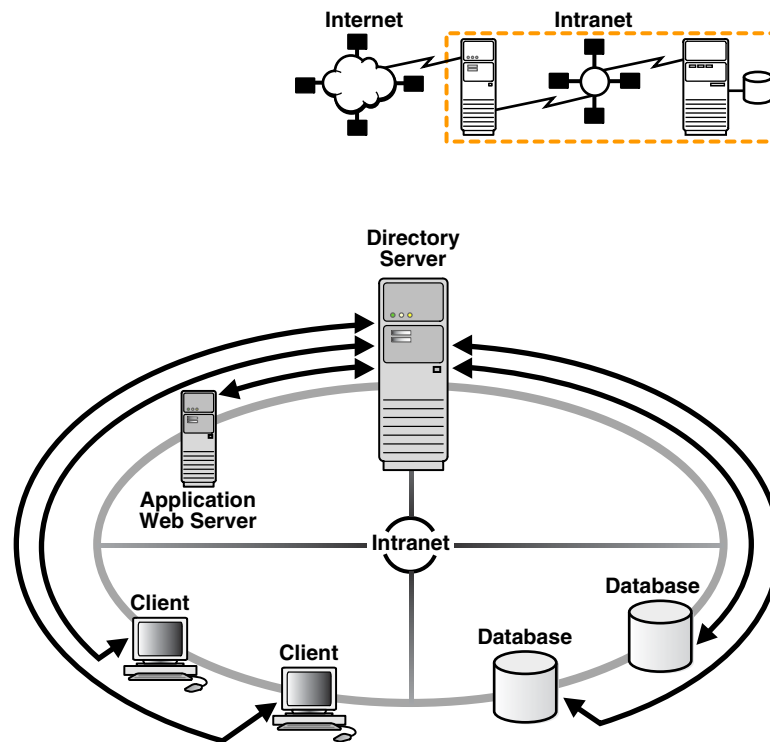 Internet
Intranet
Directory
Server
Application
Web Server
Intranet
Client
Client
Database
Database